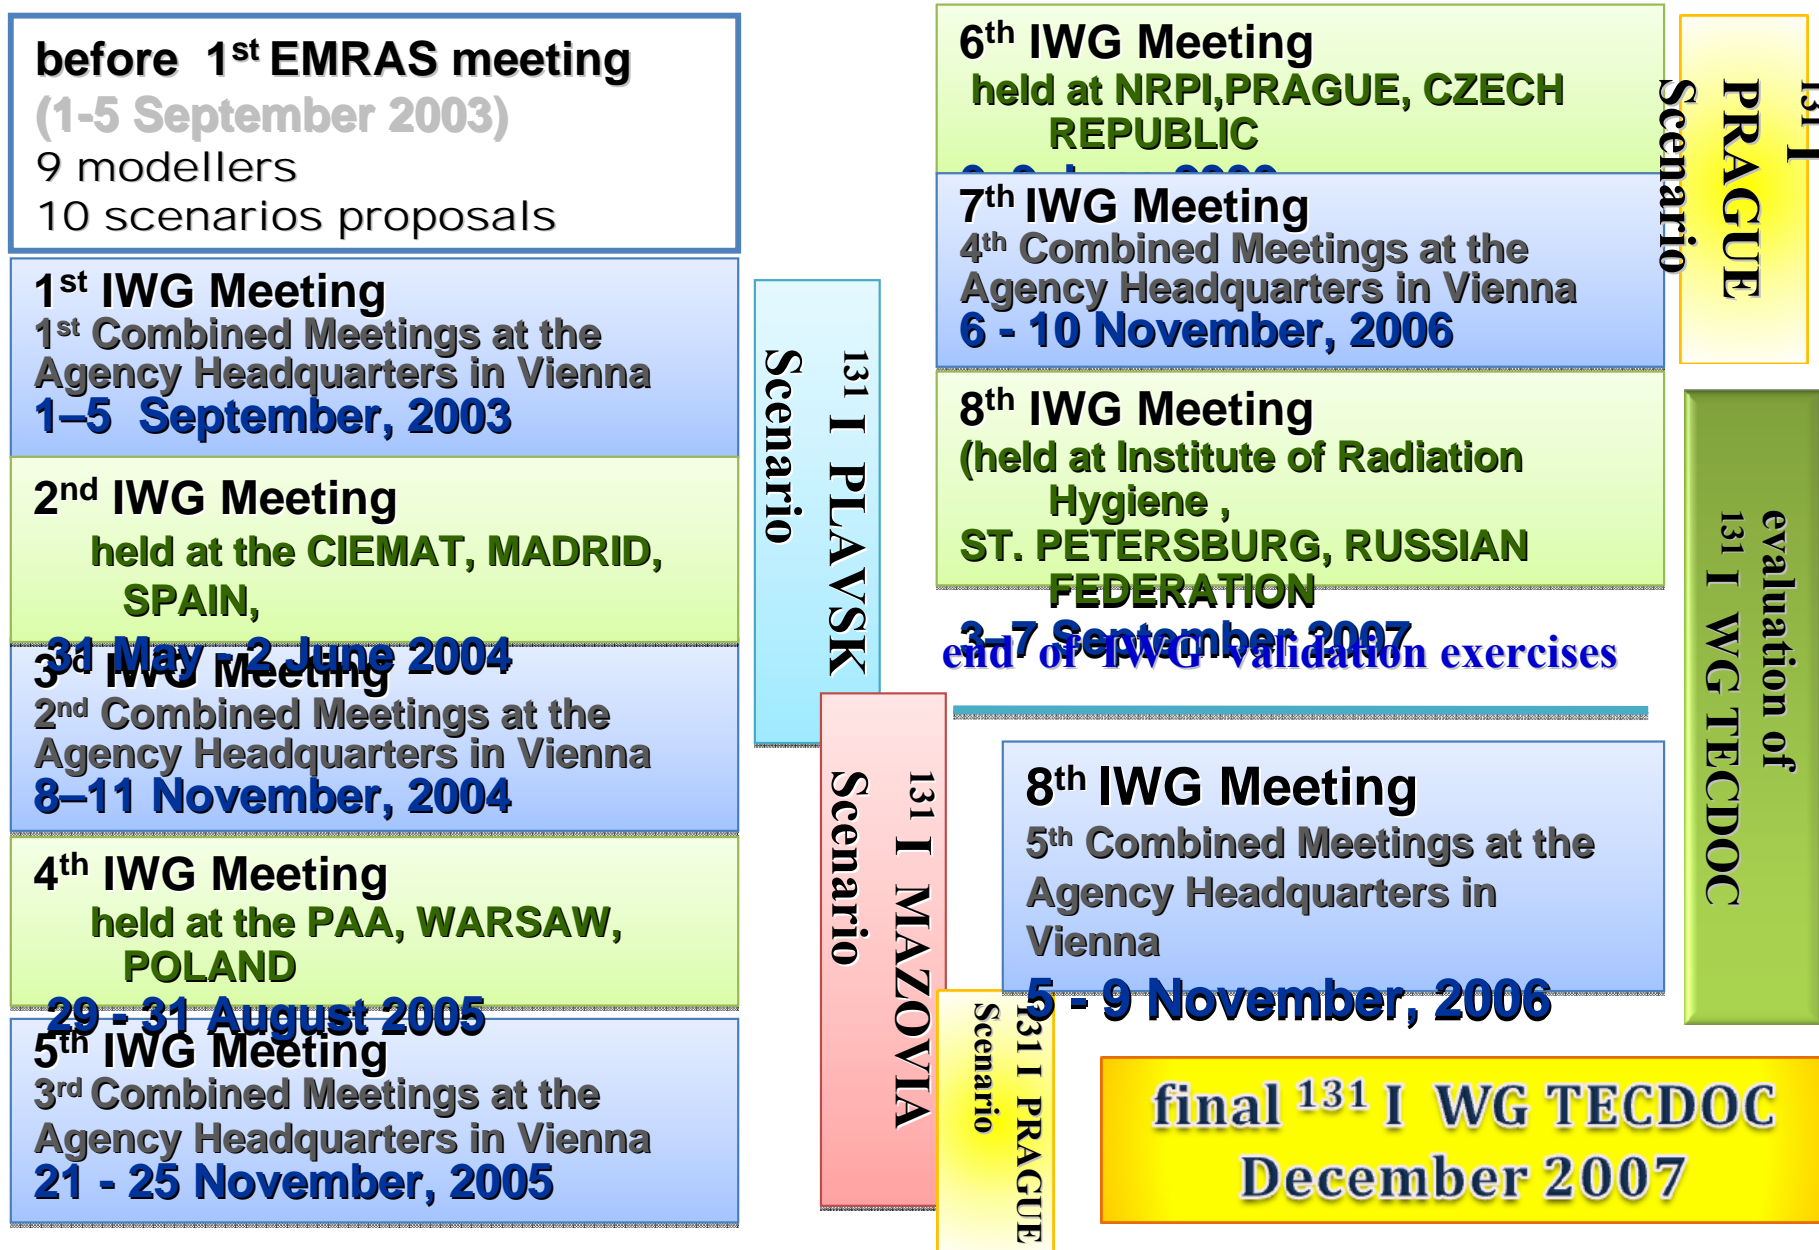 before 1st EMRAS meeting
(1-5 September 2003)
9 modellers
10 scenarios proposals
1st IWG Meeting
1st Combined Meetings at the
Agency Headquarters in Vienna
1–5 September, 2003
2nd IWG Meeting
held at the CIEMAT, MADRID,
SPAIN,
31 May - 2 June 2004
3rd IWG Meeting
2nd Combined Meetings at the
Agency Headquarters in Vienna
8–11 November, 2004
4th IWG Meeting
held at the PAA, WARSAW,
POLAND
29 - 31 August 2005
5th IWG Meeting
3rd Combined Meetings at the
Agency Headquarters in Vienna
21 - 25 November, 2005
131 I PLAVSK
Scenario
131 I MAZOVIA
Scenario
131 I PRAGUE
Scenario
6th IWG Meeting
held at NRPI,PRAGUE, CZECH
REPUBLIC
7th IWG Meeting
4th Combined Meetings at the
Agency Headquarters in Vienna
6 - 10 November, 2006
8th IWG Meeting
(held at Institute of Radiation
Hygiene ,
ST. PETERSBURG, RUSSIAN
FEDERATION
3–7 September 2007
end of IWG validation exercises
8th IWG Meeting
5th Combined Meetings at the
Agency Headquarters in
Vienna
5 - 9 November, 2006
131 I
PRAGUE
Scenario
evaluation of
131 I WG TECDOC
final 131 I WG TECDOC
December 2007